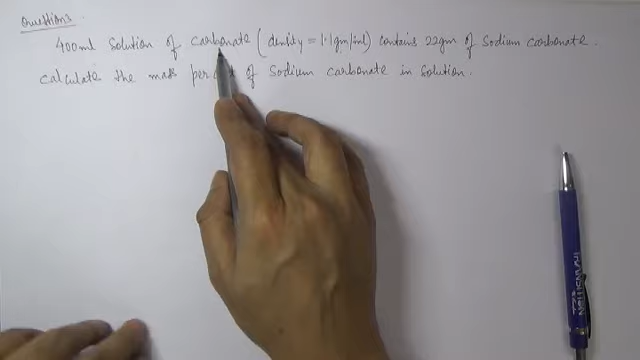 Questions
400ml solution of carbonate (density = 1.1gm/ml) contains 22gm of Sodium carbonate.
calculate the mass of Sodium carbonate in solution.